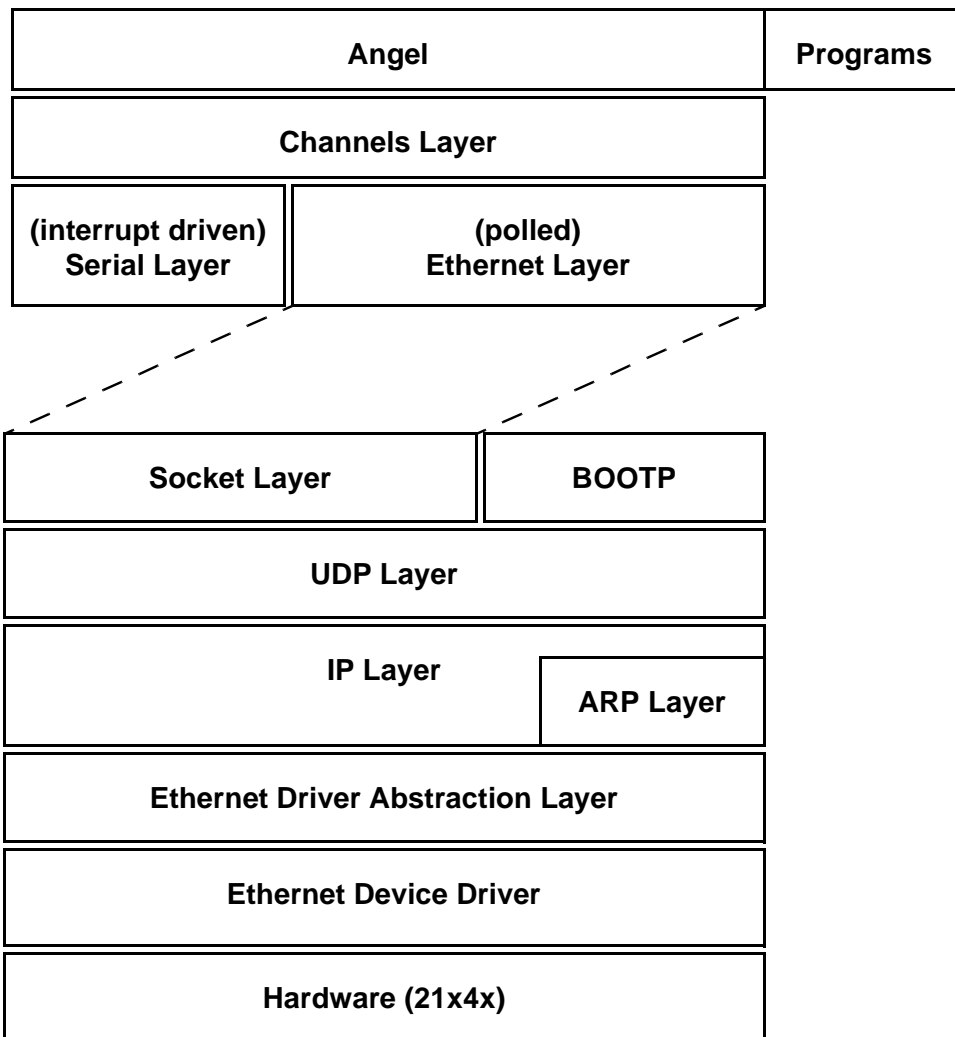 Angel
Programs
Channels Layer
(interrupt driven)
Serial Layer
(polled)
Ethernet Layer
Socket Layer
BOOTP
UDP Layer
IP Layer
ARP Layer
Ethernet Driver Abstraction Layer
Ethernet Device Driver
Hardware (21x4x)